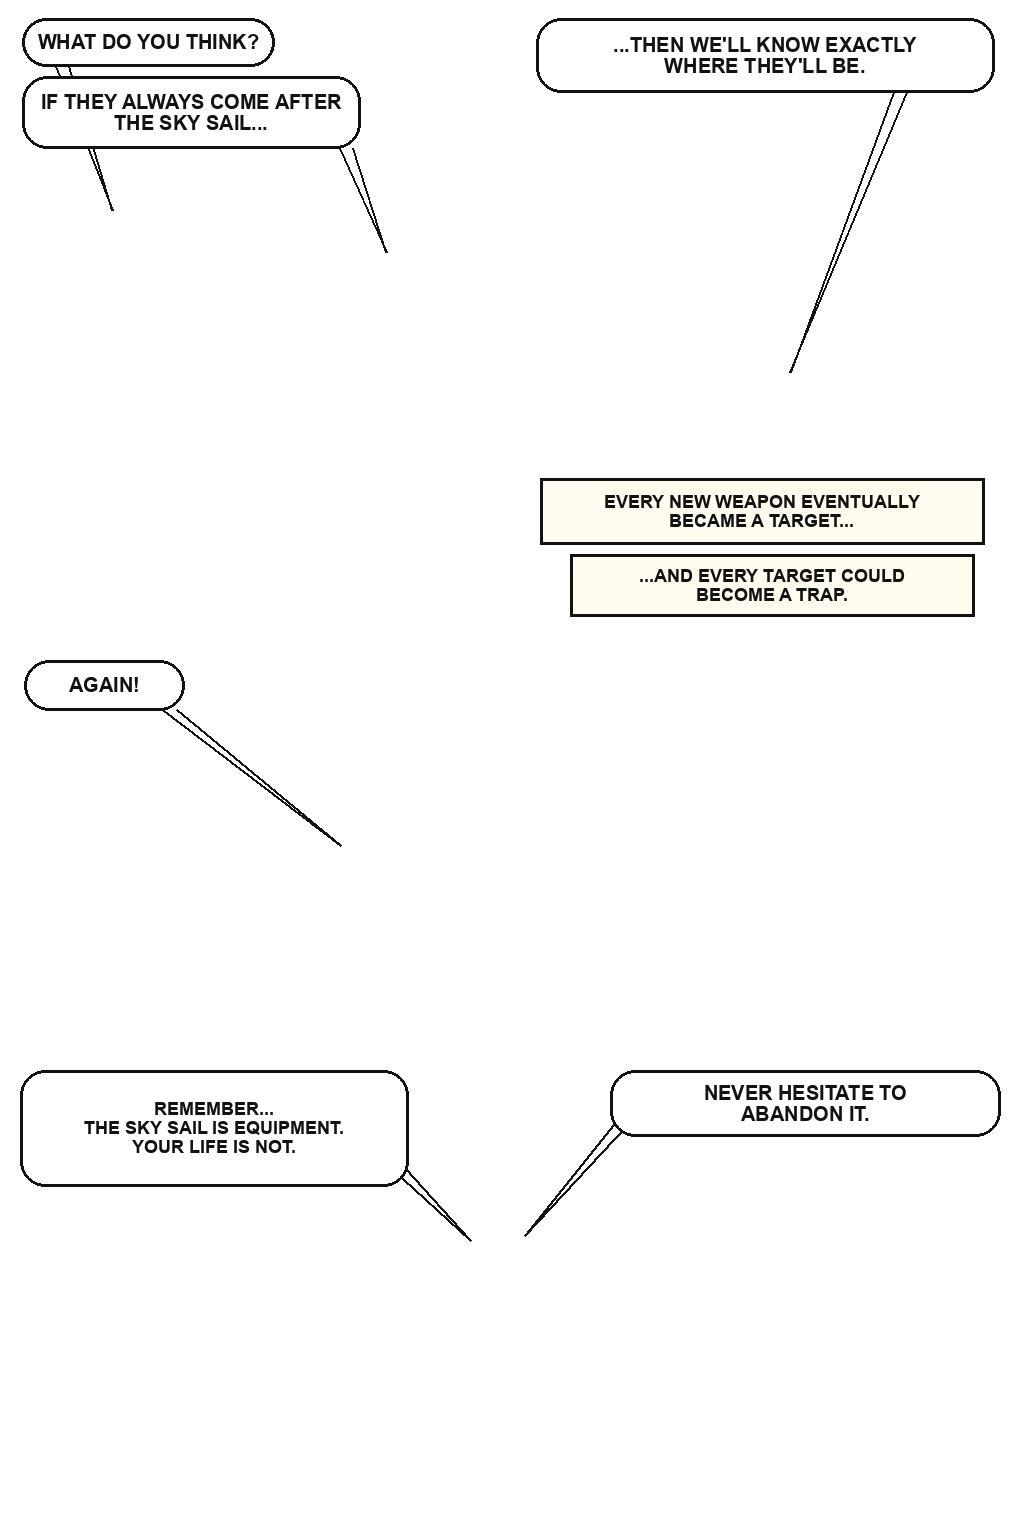 WHAT DO YOU THINK?
IF THEY ALWAYS COME AFTER
THE SKY SAIL...
...THEN WE'LL KNOW EXACTLY
WHERE THEY'LL BE.
EVERY NEW WEAPON EVENTUALLY
BECAME A TARGET...
...AND EVERY TARGET COULD
BECOME A TRAP.
AGAIN!
REMEMBER...
THE SKY SAIL IS EQUIPMENT.
YOUR LIFE IS NOT.
NEVER HESITATE TO
ABANDON IT.